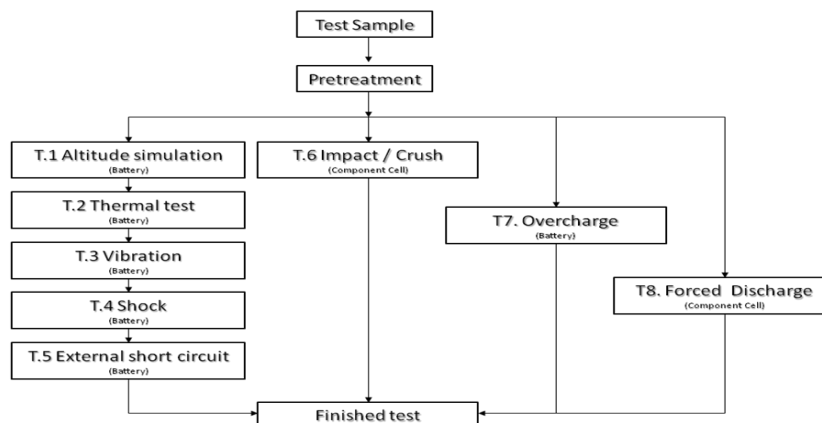 Test Sample
Pretreatment
T.1 Altitude simulation
(Battery)
T.6 Impact / Crush
(Component Cell)
T.2 Thermal test
(Battery)
T7. Overcharge
(Battery)
T.3 Vibration
(Battery)
T8. Forced Discharge
(Component Cell)
T.4 Shock
(Battery)
T.5 External short circuit
(Battery)
Finished test